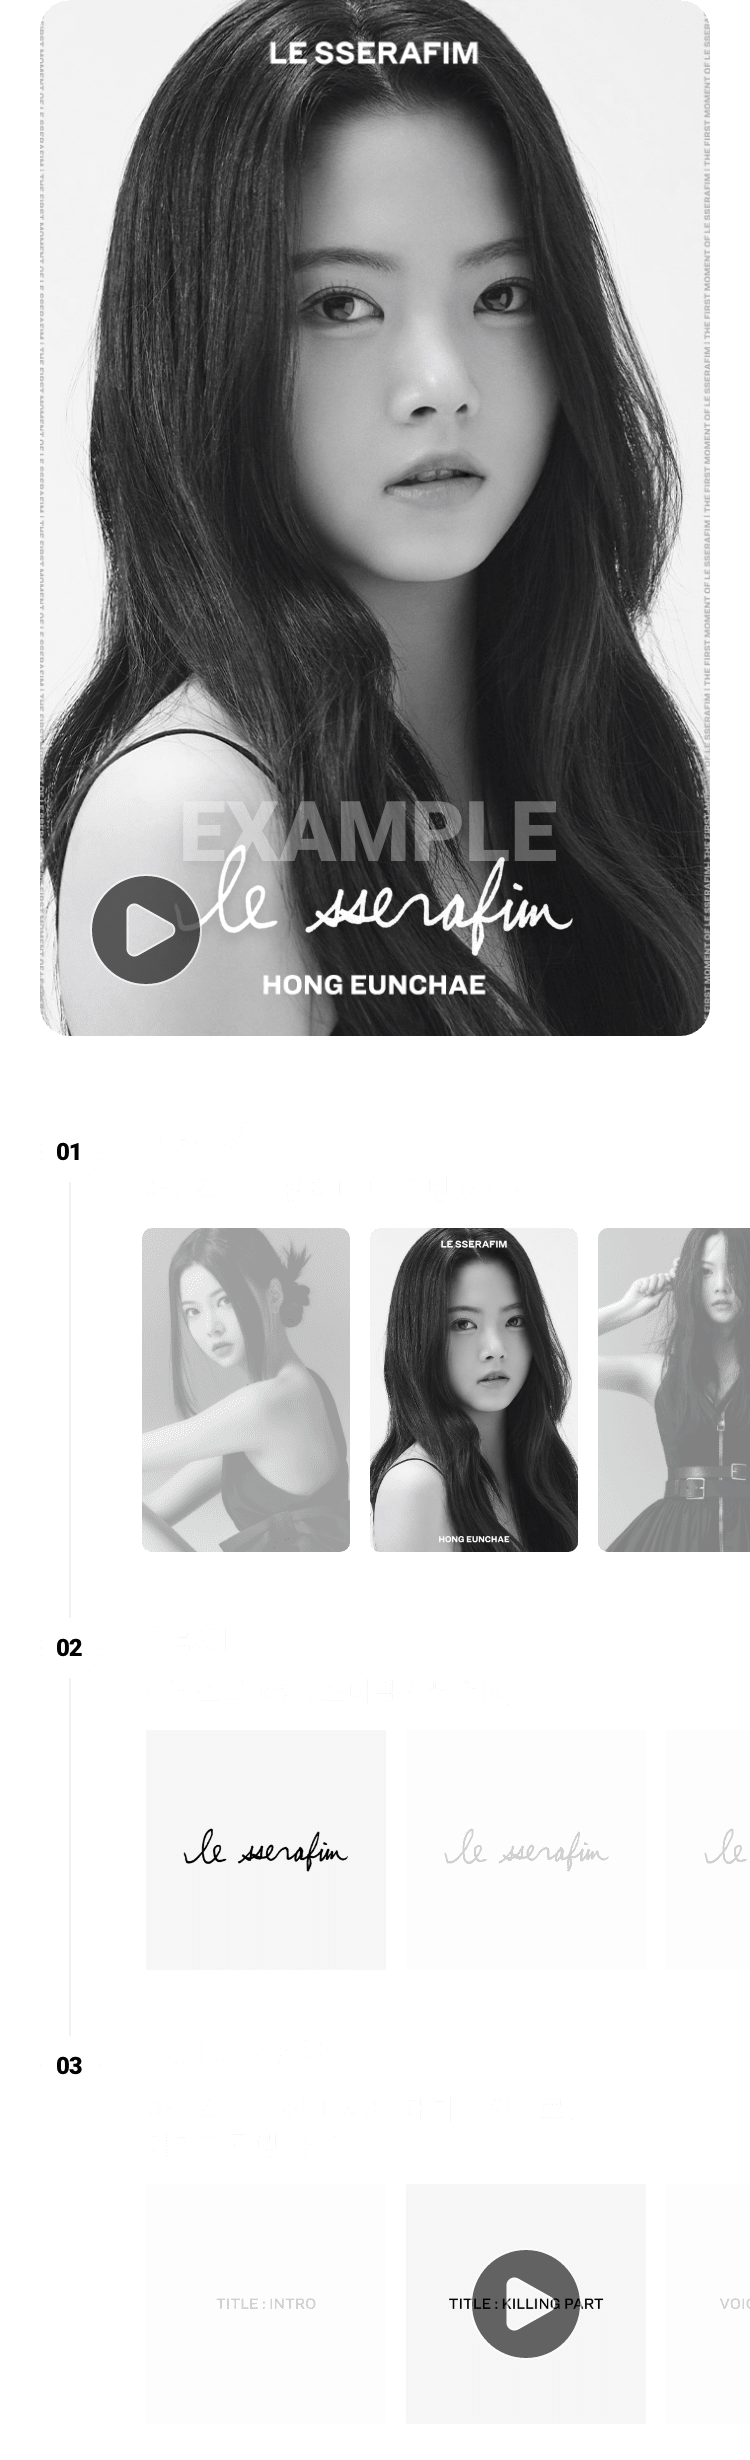 LE SSERAFIM
THE FIRST MOMENT OF LE SSERAFIM | THE FIRST MOMENT OF LE SSERAFIM | THE FIRST MOMENT OF LE SSERAFIM
EXAMPLE
le sserafim
HONG EUNCHAE
01
LE SSERAFIM
HONG EUNCHAE
02
le sserafim
le sserafim
le
03
TITLE : INTRO
TITLE : KILLING PART